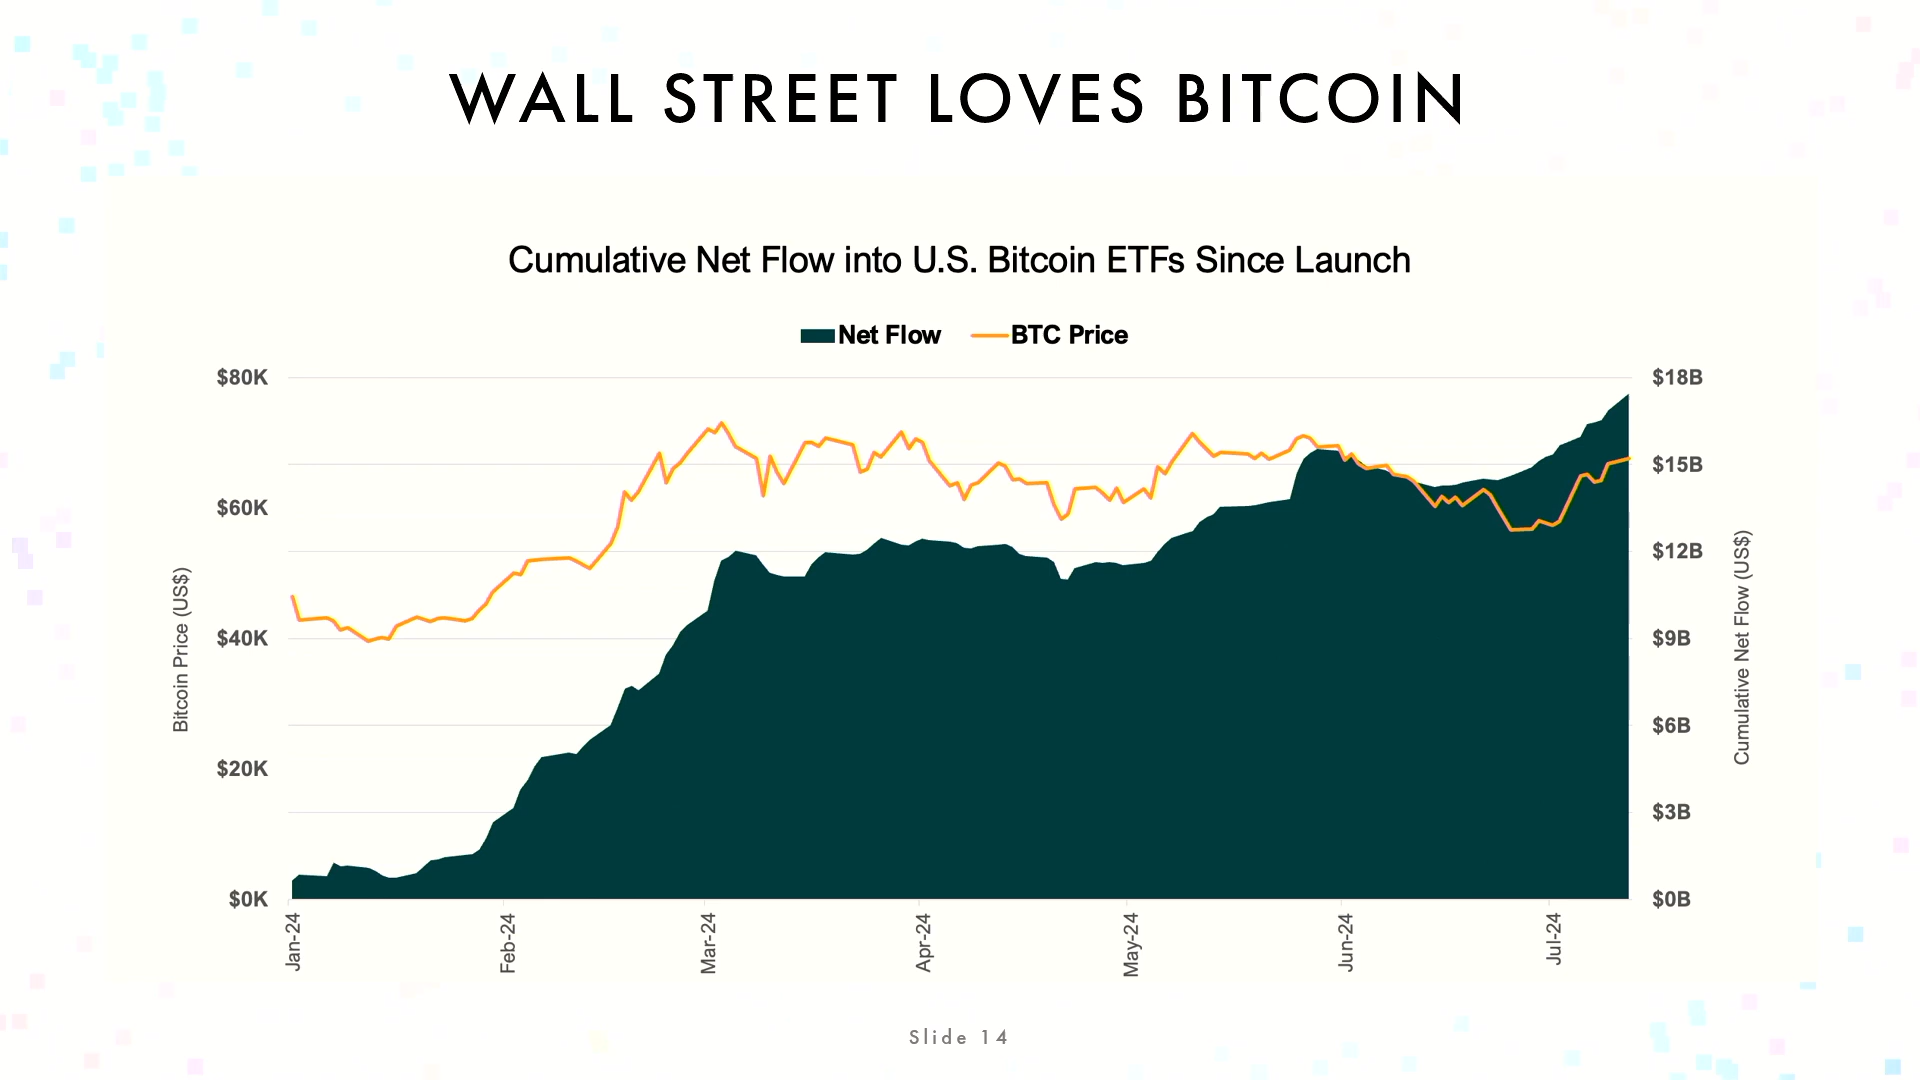 WALL STREET LOVES BITCOIN
Cumulative Net Flow into U.S. Bitcoin ETFs Since Launch
Net Flow BTC Price
$80K
$60K
$40K
$20K
$0K
Bitcoin Price (US$)
$18B
$15B
$12B
$9B
$6B
$3B
$0B
Cumulative Net Flow (US$)
Jan-24
Feb-24
Mar-24
Apr-24
May-24
Jun-24
Jul-24
Slide 14